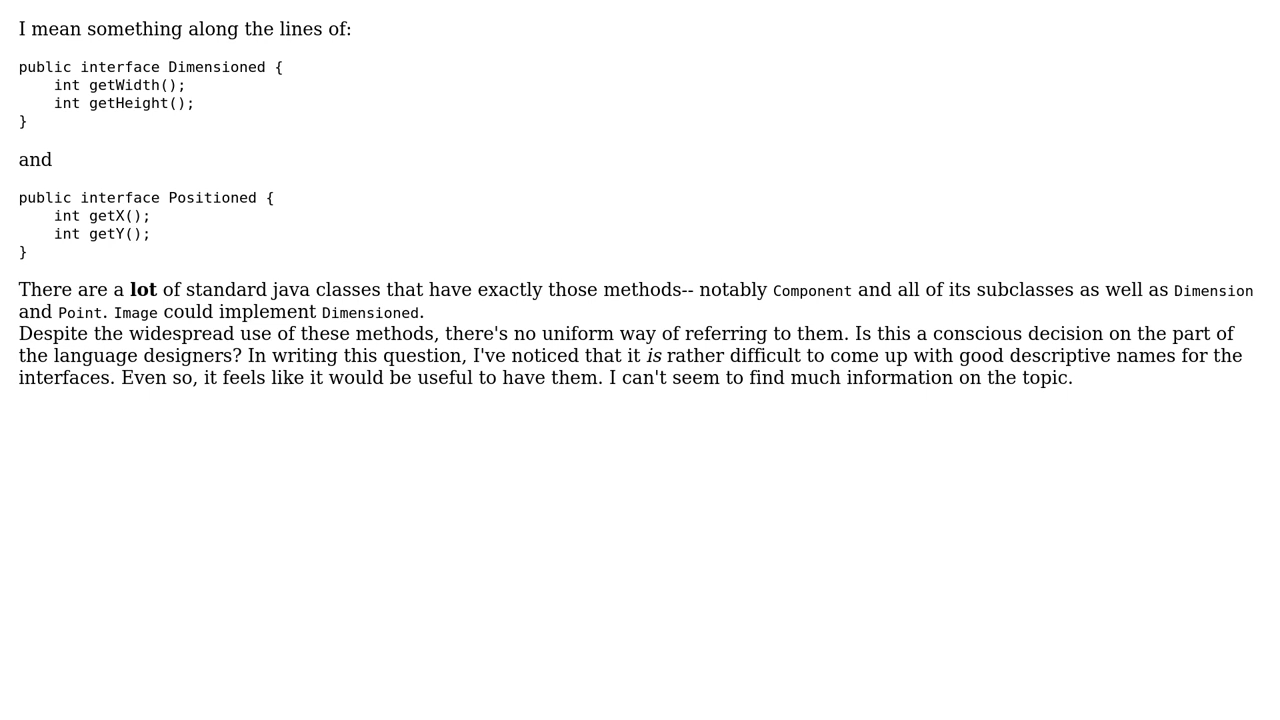 I mean something along the lines of:
public interface Dimensioned {
    int getWidth();
    int getHeight();
}
and
public interface Positioned {
    int getX();
    int getY();
}
There are a lot of standard java classes that have exactly those methods-- notably Component and all of its subclasses as well as Dimension
and Point. Image could implement Dimensioned.
Despite the widespread use of these methods, there's no uniform way of referring to them. Is this a conscious decision on the part of
the language designers? In writing this question, I've noticed that it is rather difficult to come up with good descriptive names for the
interfaces. Even so, it feels like it would be useful to have them. I can't seem to find much information on the topic.